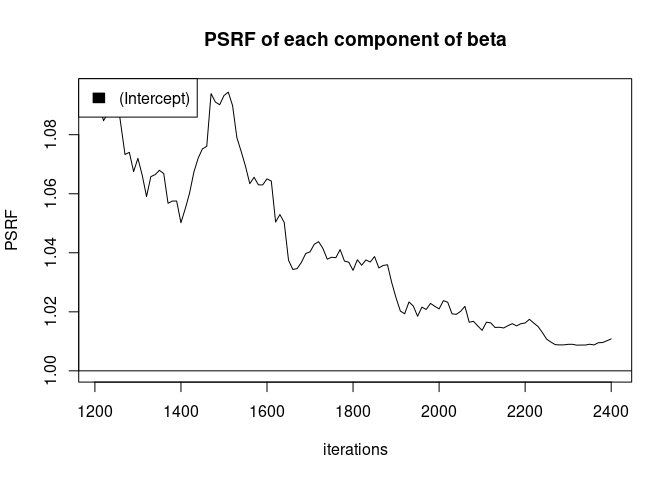 PSRF of each component of beta
(Intercept)
PSRF
1.08
1.06
1.04
1.02
1.00
1200 1400 1600 1800 2000 2200 2400
iterations